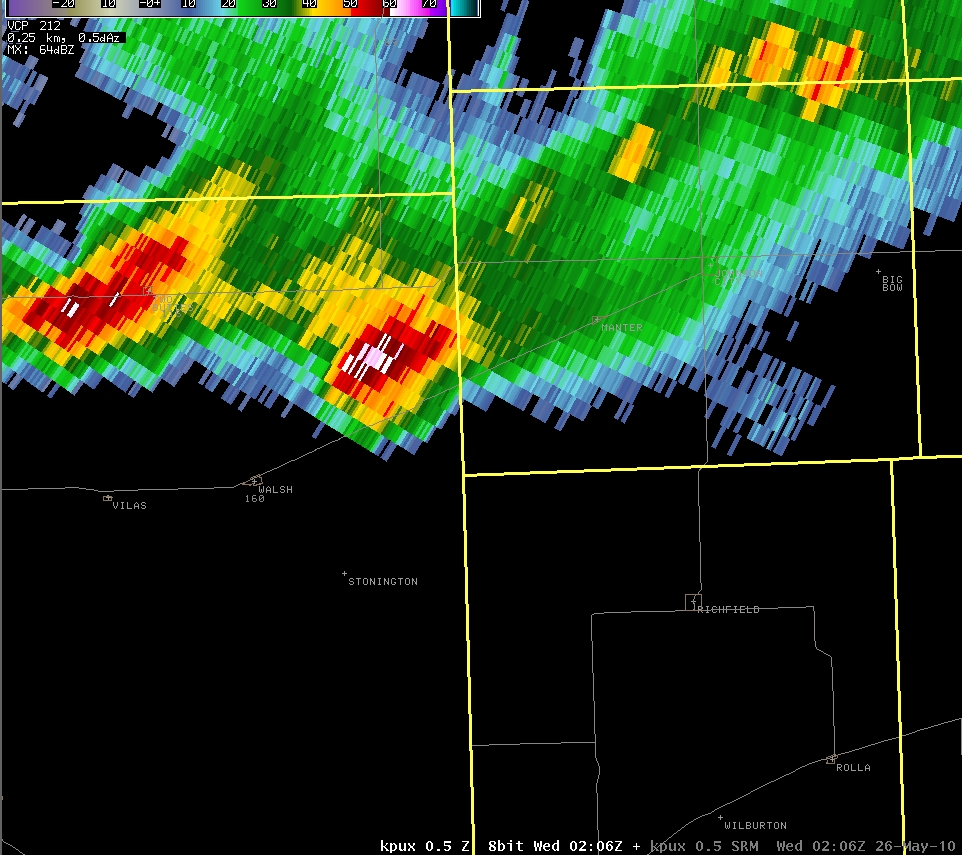 -20 10 -0+ 10 20 30 40 50 60 70
VCP 212
0.25 km, 0.5dAz
MX: 64dBZ
BIG
BOW
MANTER
WALSH
160
VILAS
STONINGTON
RICHFIELD
ROLLA
WILBURTON
kpux 0.5 Z 8bit Wed 02:06Z + kpux 0.5 SRM Wed 02:06Z 26-May-10